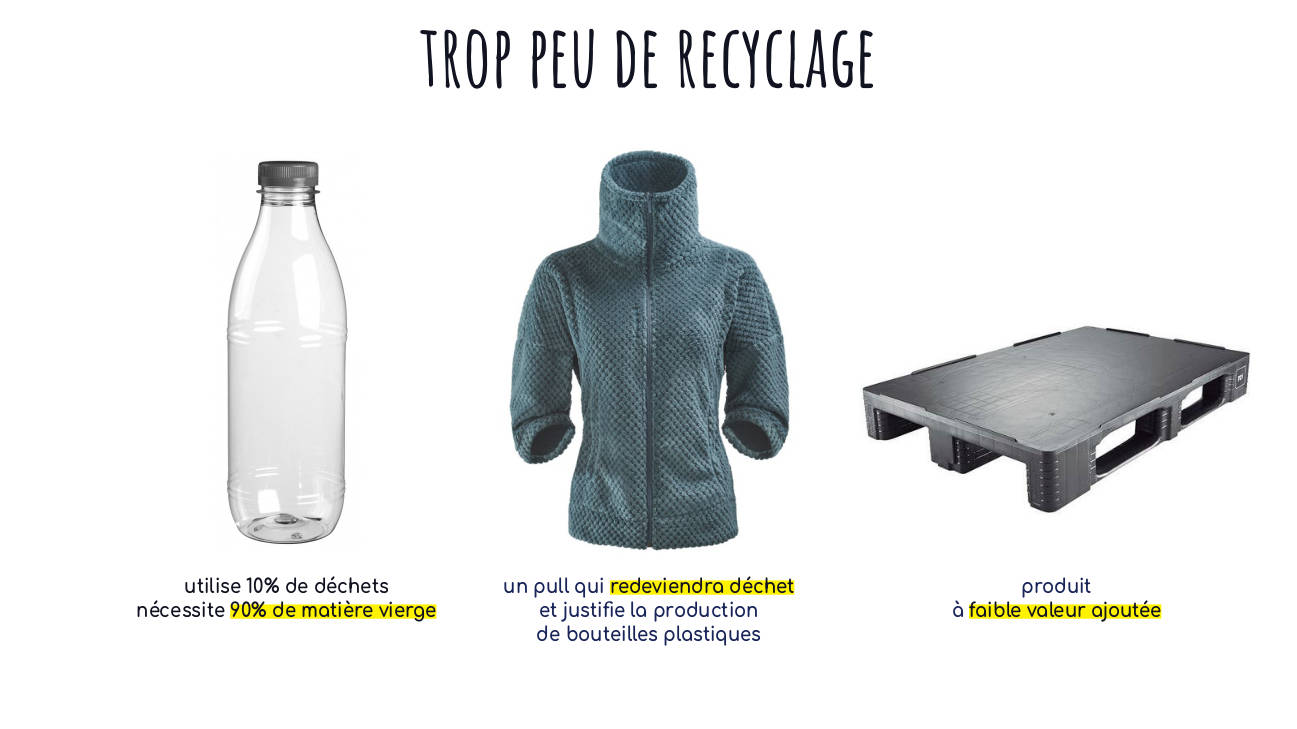 TROP PEU DE RECYCLAGE
utilise 10% de déchets
nécessite 90% de matière vierge
un pull qui redeviendra déchet
et justifie la production
de bouteilles plastiques
produit
à faible valeur ajoutée